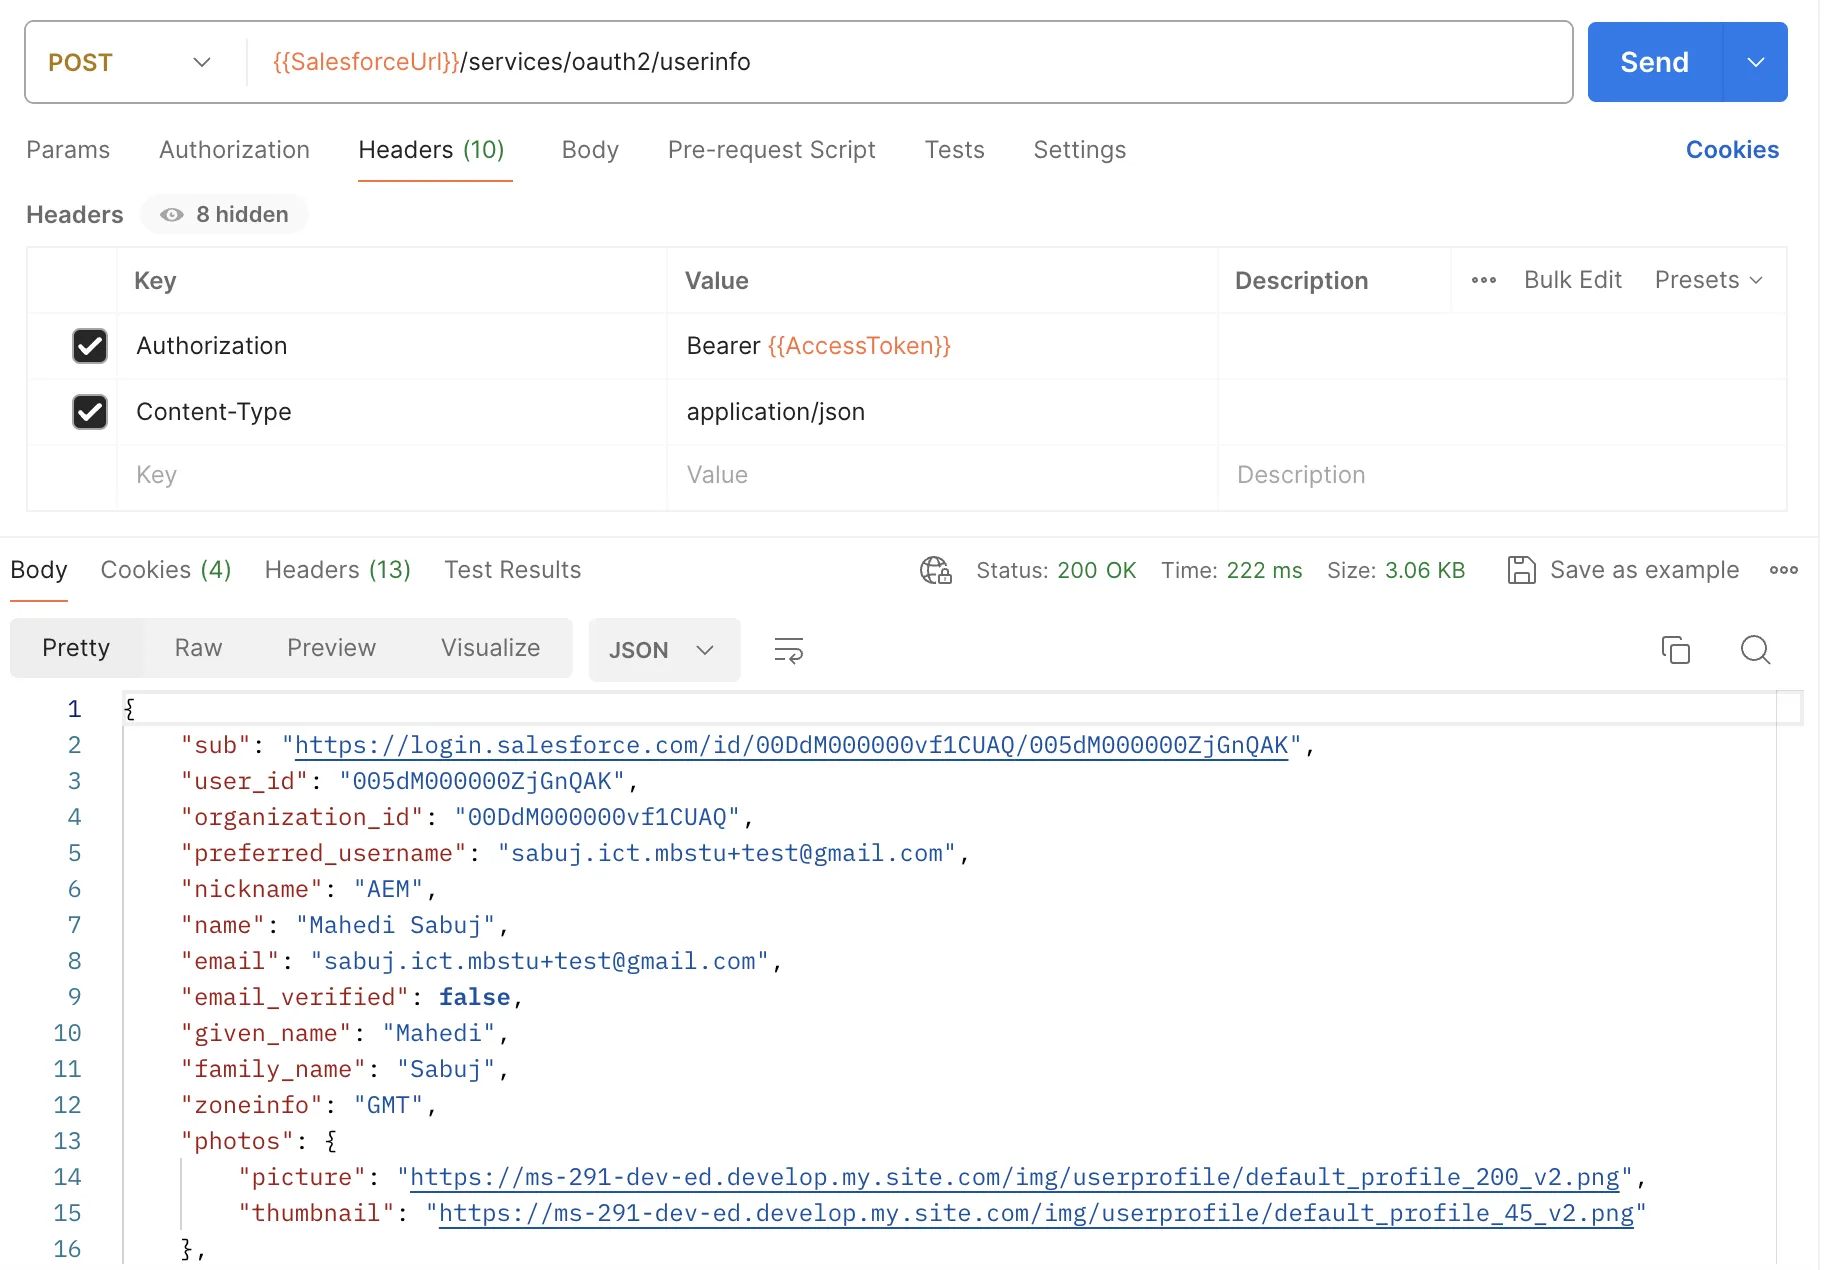 POST {{SalesforceUrl}}/services/oauth2/userinfo Send
Params Authorization Headers (10) Body Pre-request Script Tests Settings Cookies
Headers 8 hidden
Key Value Description Bulk Edit Presets
Authorization Bearer {{AccessToken}}
Content-Type application/json
Key Value Description
Body Cookies (4) Headers (13) Test Results Status: 200 OK Time: 222 ms Size: 3.06 KB Save as example
Pretty Raw Preview Visualize JSON
1 {
2 "sub": "https://login.salesforce.com/id/00DdM000000vf1CUAQ/005dM000000ZjGnQAK",
3 "user_id": "005dM000000ZjGnQAK",
4 "organization_id": "00DdM000000vf1CUAQ",
5 "preferred_username": "sabuj.ict.mbstu+test@gmail.com",
6 "nickname": "AEM",
7 "name": "Mahedi Sabuj",
8 "email": "sabuj.ict.mbstu+test@gmail.com",
9 "email_verified": false,
10 "given_name": "Mahedi",
11 "family_name": "Sabuj",
12 "zoneinfo": "GMT",
13 "photos": {
14 "picture": "https://ms-291-dev-ed.develop.my.site.com/img/userprofile/default_profile_200_v2.png",
15 "thumbnail": "https://ms-291-dev-ed.develop.my.site.com/img/userprofile/default_profile_45_v2.png"
16 },